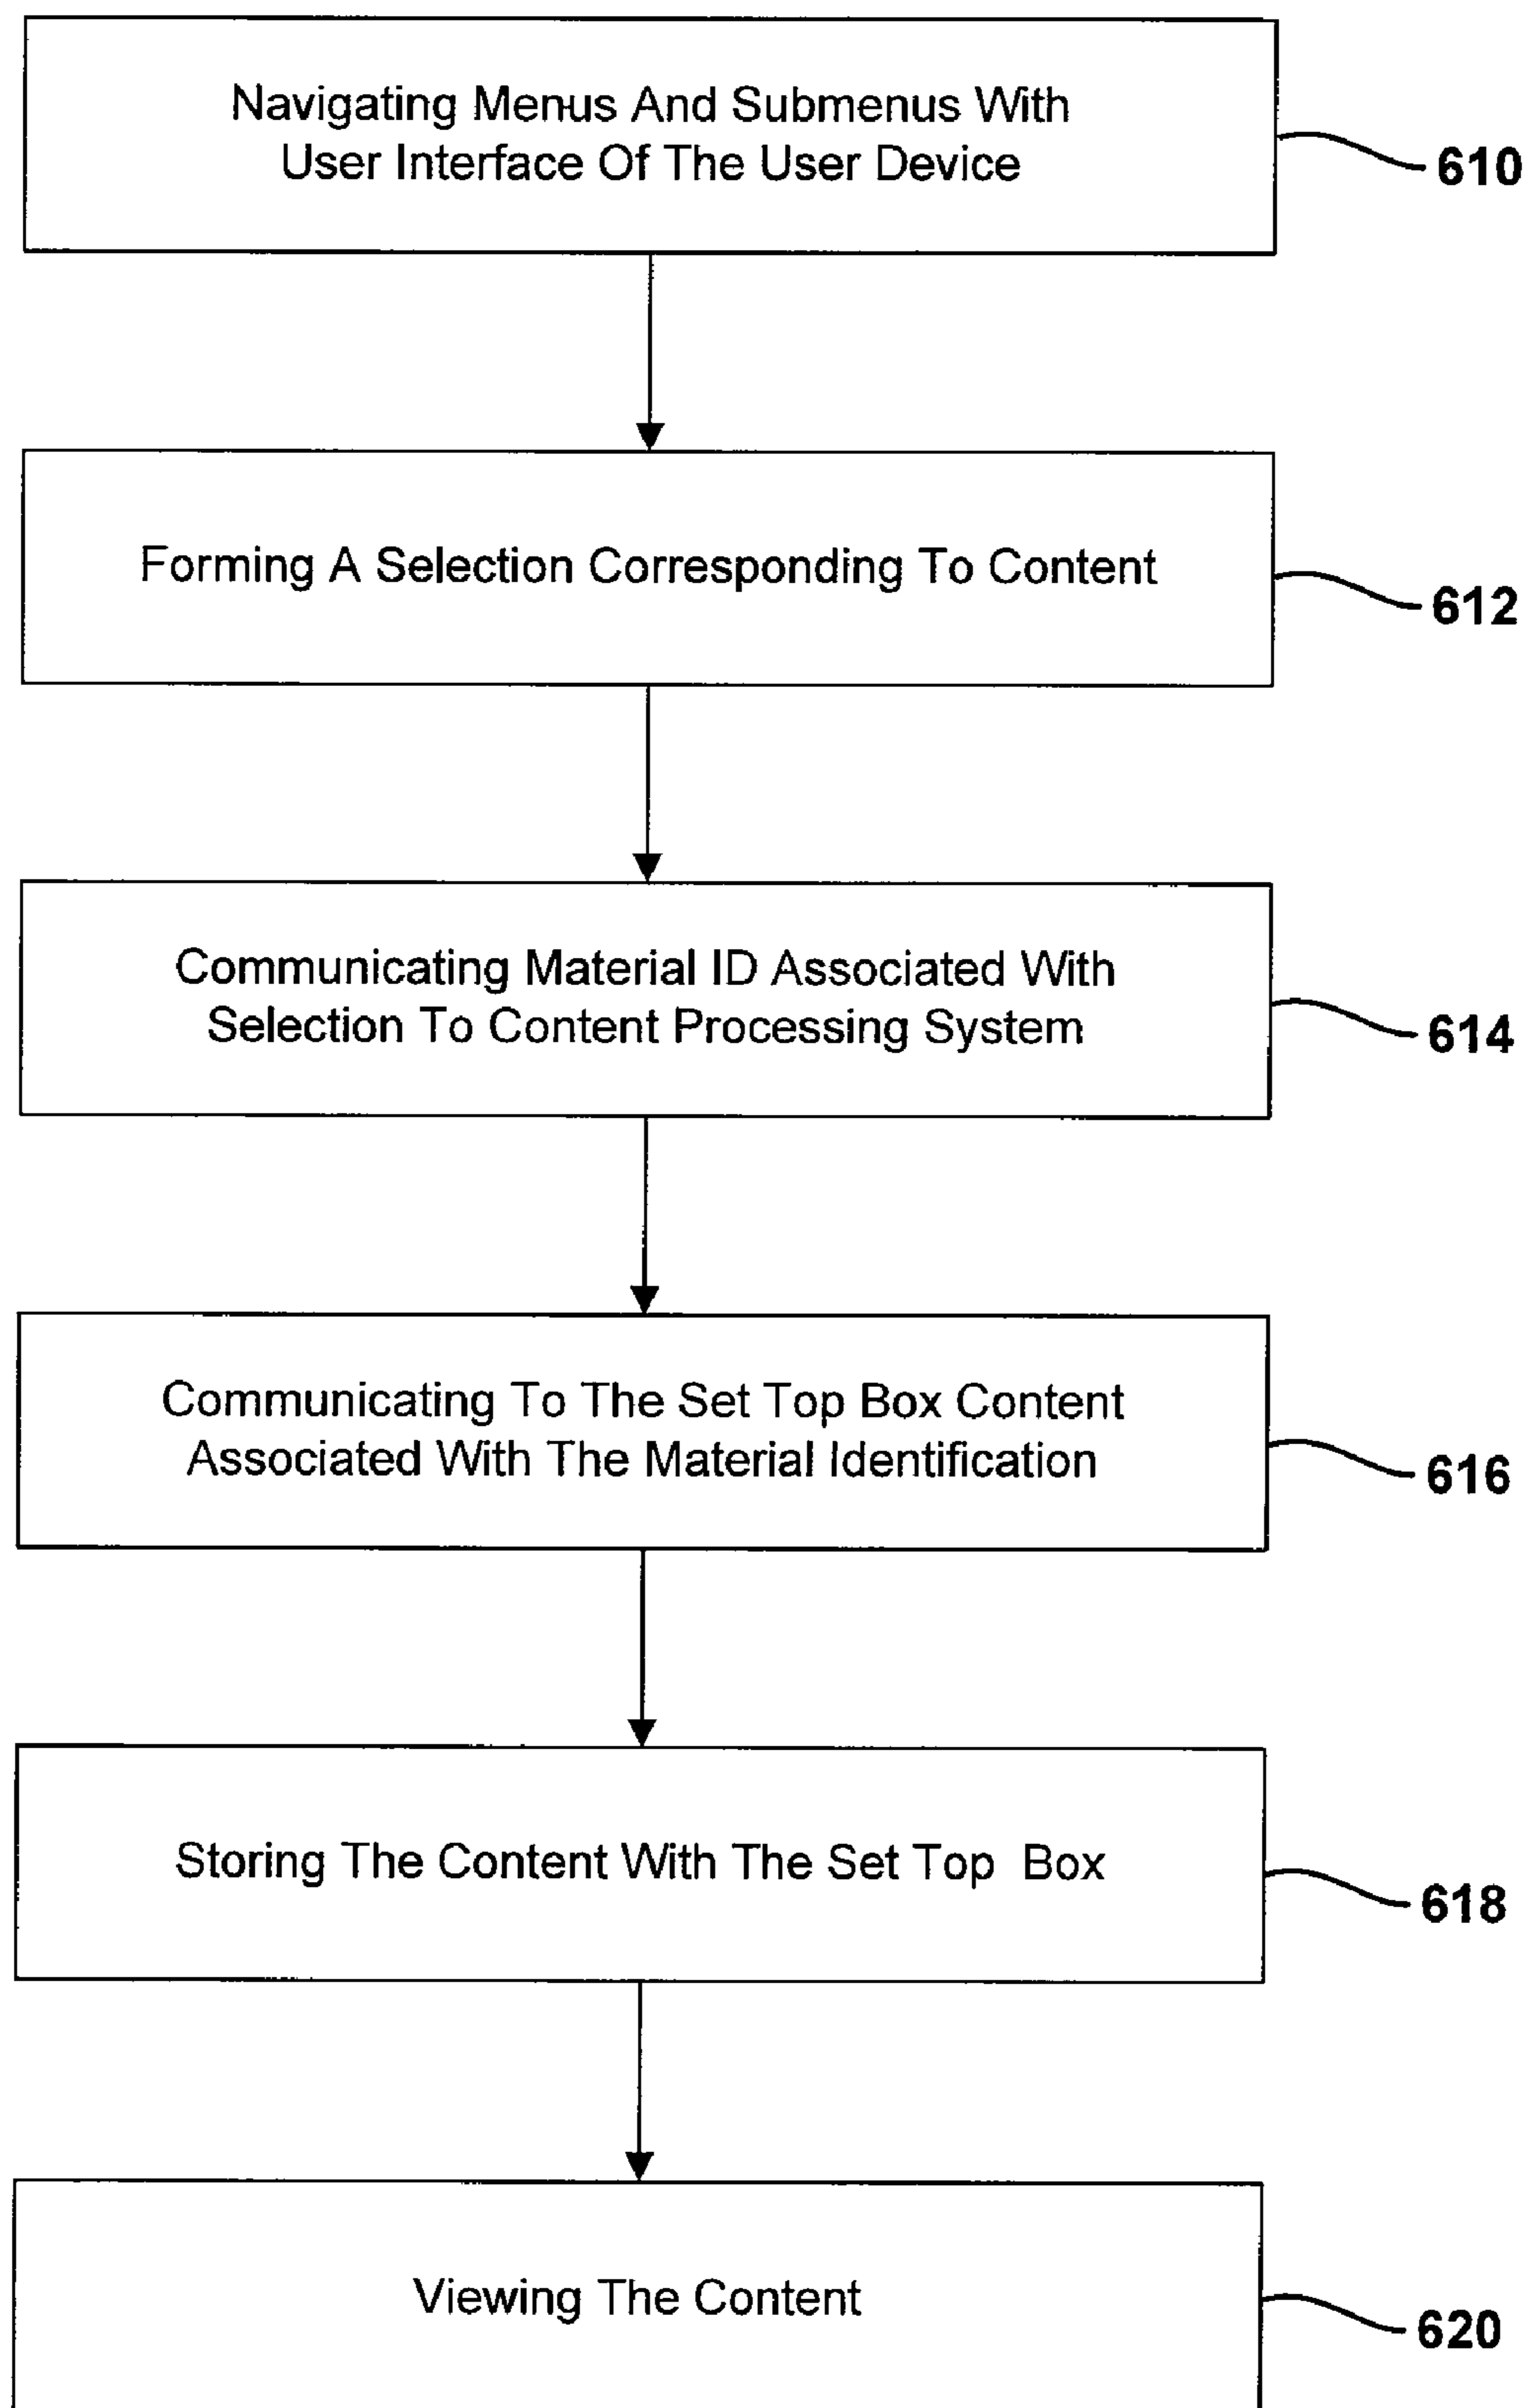 Navigating Menus And Submenus With
User Interface Of The User Device
610
Forming A Selection Corresponding To Content
612
Communicating Material ID Associated With
Selection To Content Processing System
614
Communicating To The Set Top Box Content
Associated With The Material Identification
616
Storing The Content With The Set Top Box
618
Viewing The Content
620